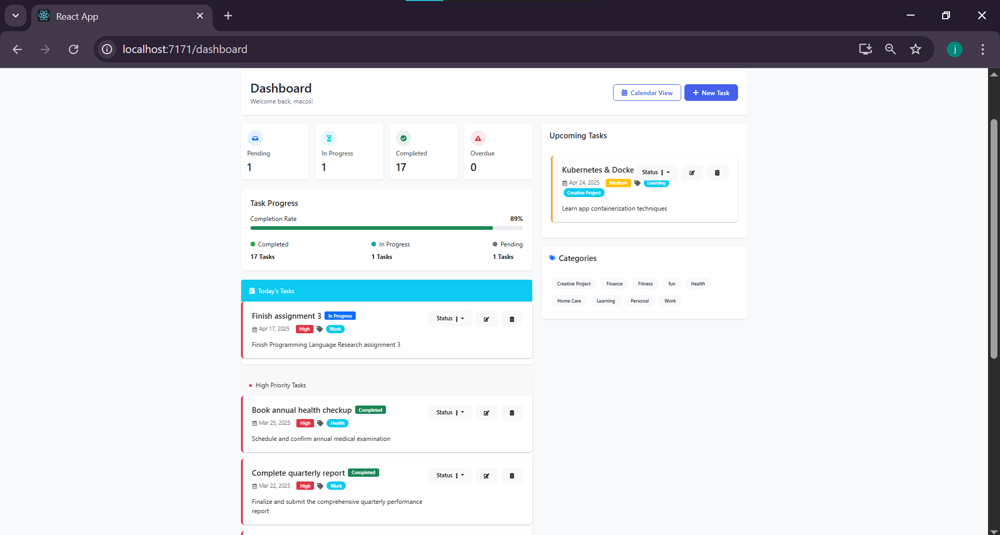 React App
localhost:7171/dashboard
j
Dashboard
Welcome back, macos!
Calendar View
New Task
Pending
1
In Progress
1
Completed
17
Overdue
0
Task Progress
Completion Rate
89%
Completed
In Progress
Pending
17 Tasks
1 Tasks
1 Tasks
Today's Tasks
Finish assignment 3 In Progress
Status
Apr 17, 2025 High Work
Finish Programming Language Research assignment 3
High Priority Tasks
Book annual health checkup Completed
Status
Mar 25, 2025 High Health
Schedule and confirm annual medical examination
Complete quarterly report Completed
Status
Mar 22, 2025 High Work
Finalize and submit the comprehensive quarterly performance
report
Upcoming Tasks
Kubernetes & Docke
Status
Apr 24, 2025 Medium Learning
Creative Project
Learn app containerization techniques
Categories
Creative Project Finance Fitness fun Health
Home Care Learning Personal Work